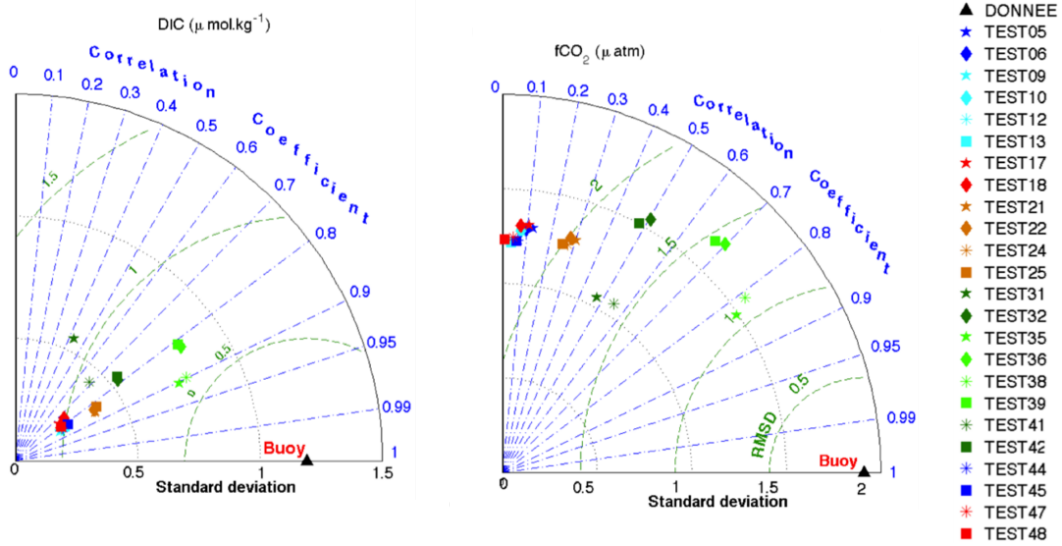 DIC (μ mol.kg⁻¹)
Correlation Coefficient
0
0.1
0.2
0.3
0.4
0.5
0.6
0.7
0.8
0.9
0.95
0.99
1
1.5
1
0.5
0
Buoy
0
0.5
1
1.5
Standard deviation
fCO₂ (μ atm)
Correlation Coefficient
0
0.1
0.2
0.3
0.4
0.5
0.6
0.7
0.8
0.9
0.95
0.99
1
2
1.5
1
0.5
RMSD
Buoy
0
0.5
1
2
Standard deviation
DONNEE
TEST05
TEST06
TEST09
TEST10
TEST12
TEST13
TEST17
TEST18
TEST21
TEST22
TEST24
TEST25
TEST31
TEST32
TEST35
TEST36
TEST38
TEST39
TEST41
TEST42
TEST44
TEST45
TEST47
TEST48